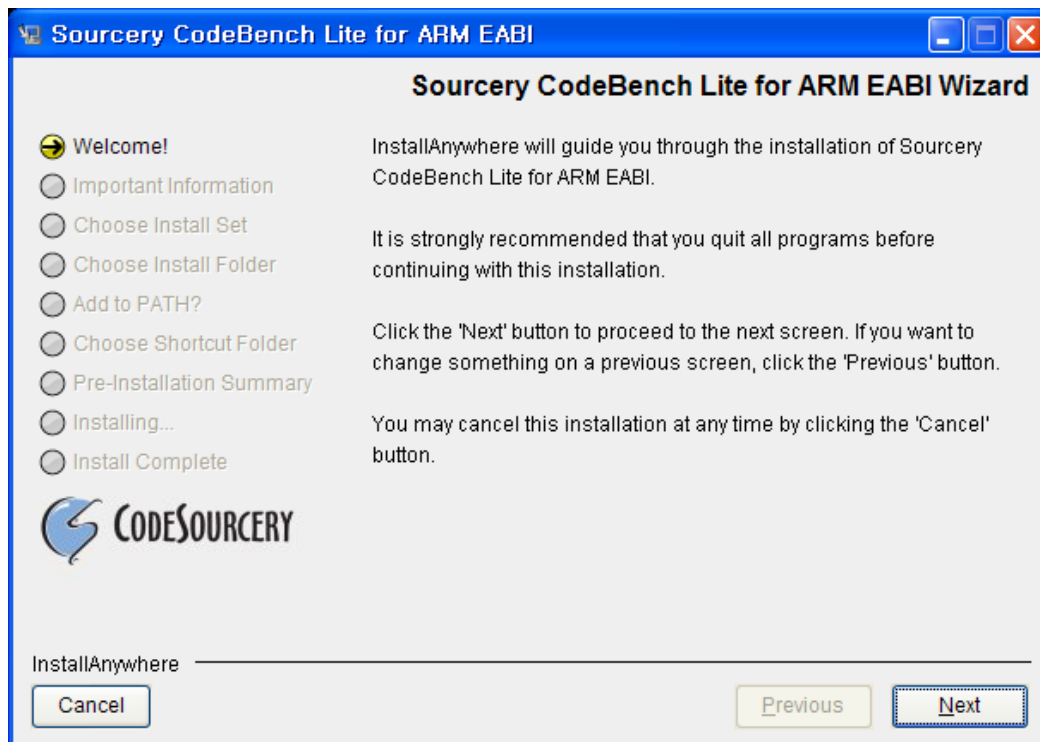 Sourcery CodeBench Lite for ARM EABI
Sourcery CodeBench Lite for ARM EABI Wizard
Welcome!
Important Information
Choose Install Set
Choose Install Folder
Add to PATH?
Choose Shortcut Folder
Pre-Installation Summary
Installing...
Install Complete
CODESOURCERY
InstallAnywhere will guide you through the installation of Sourcery
CodeBench Lite for ARM EABI.
It is strongly recommended that you quit all programs before
continuing with this installation.
Click the 'Next' button to proceed to the next screen. If you want to
change something on a previous screen, click the 'Previous' button.
You may cancel this installation at any time by clicking the 'Cancel'
button.
InstallAnywhere
Cancel
Previous
Next